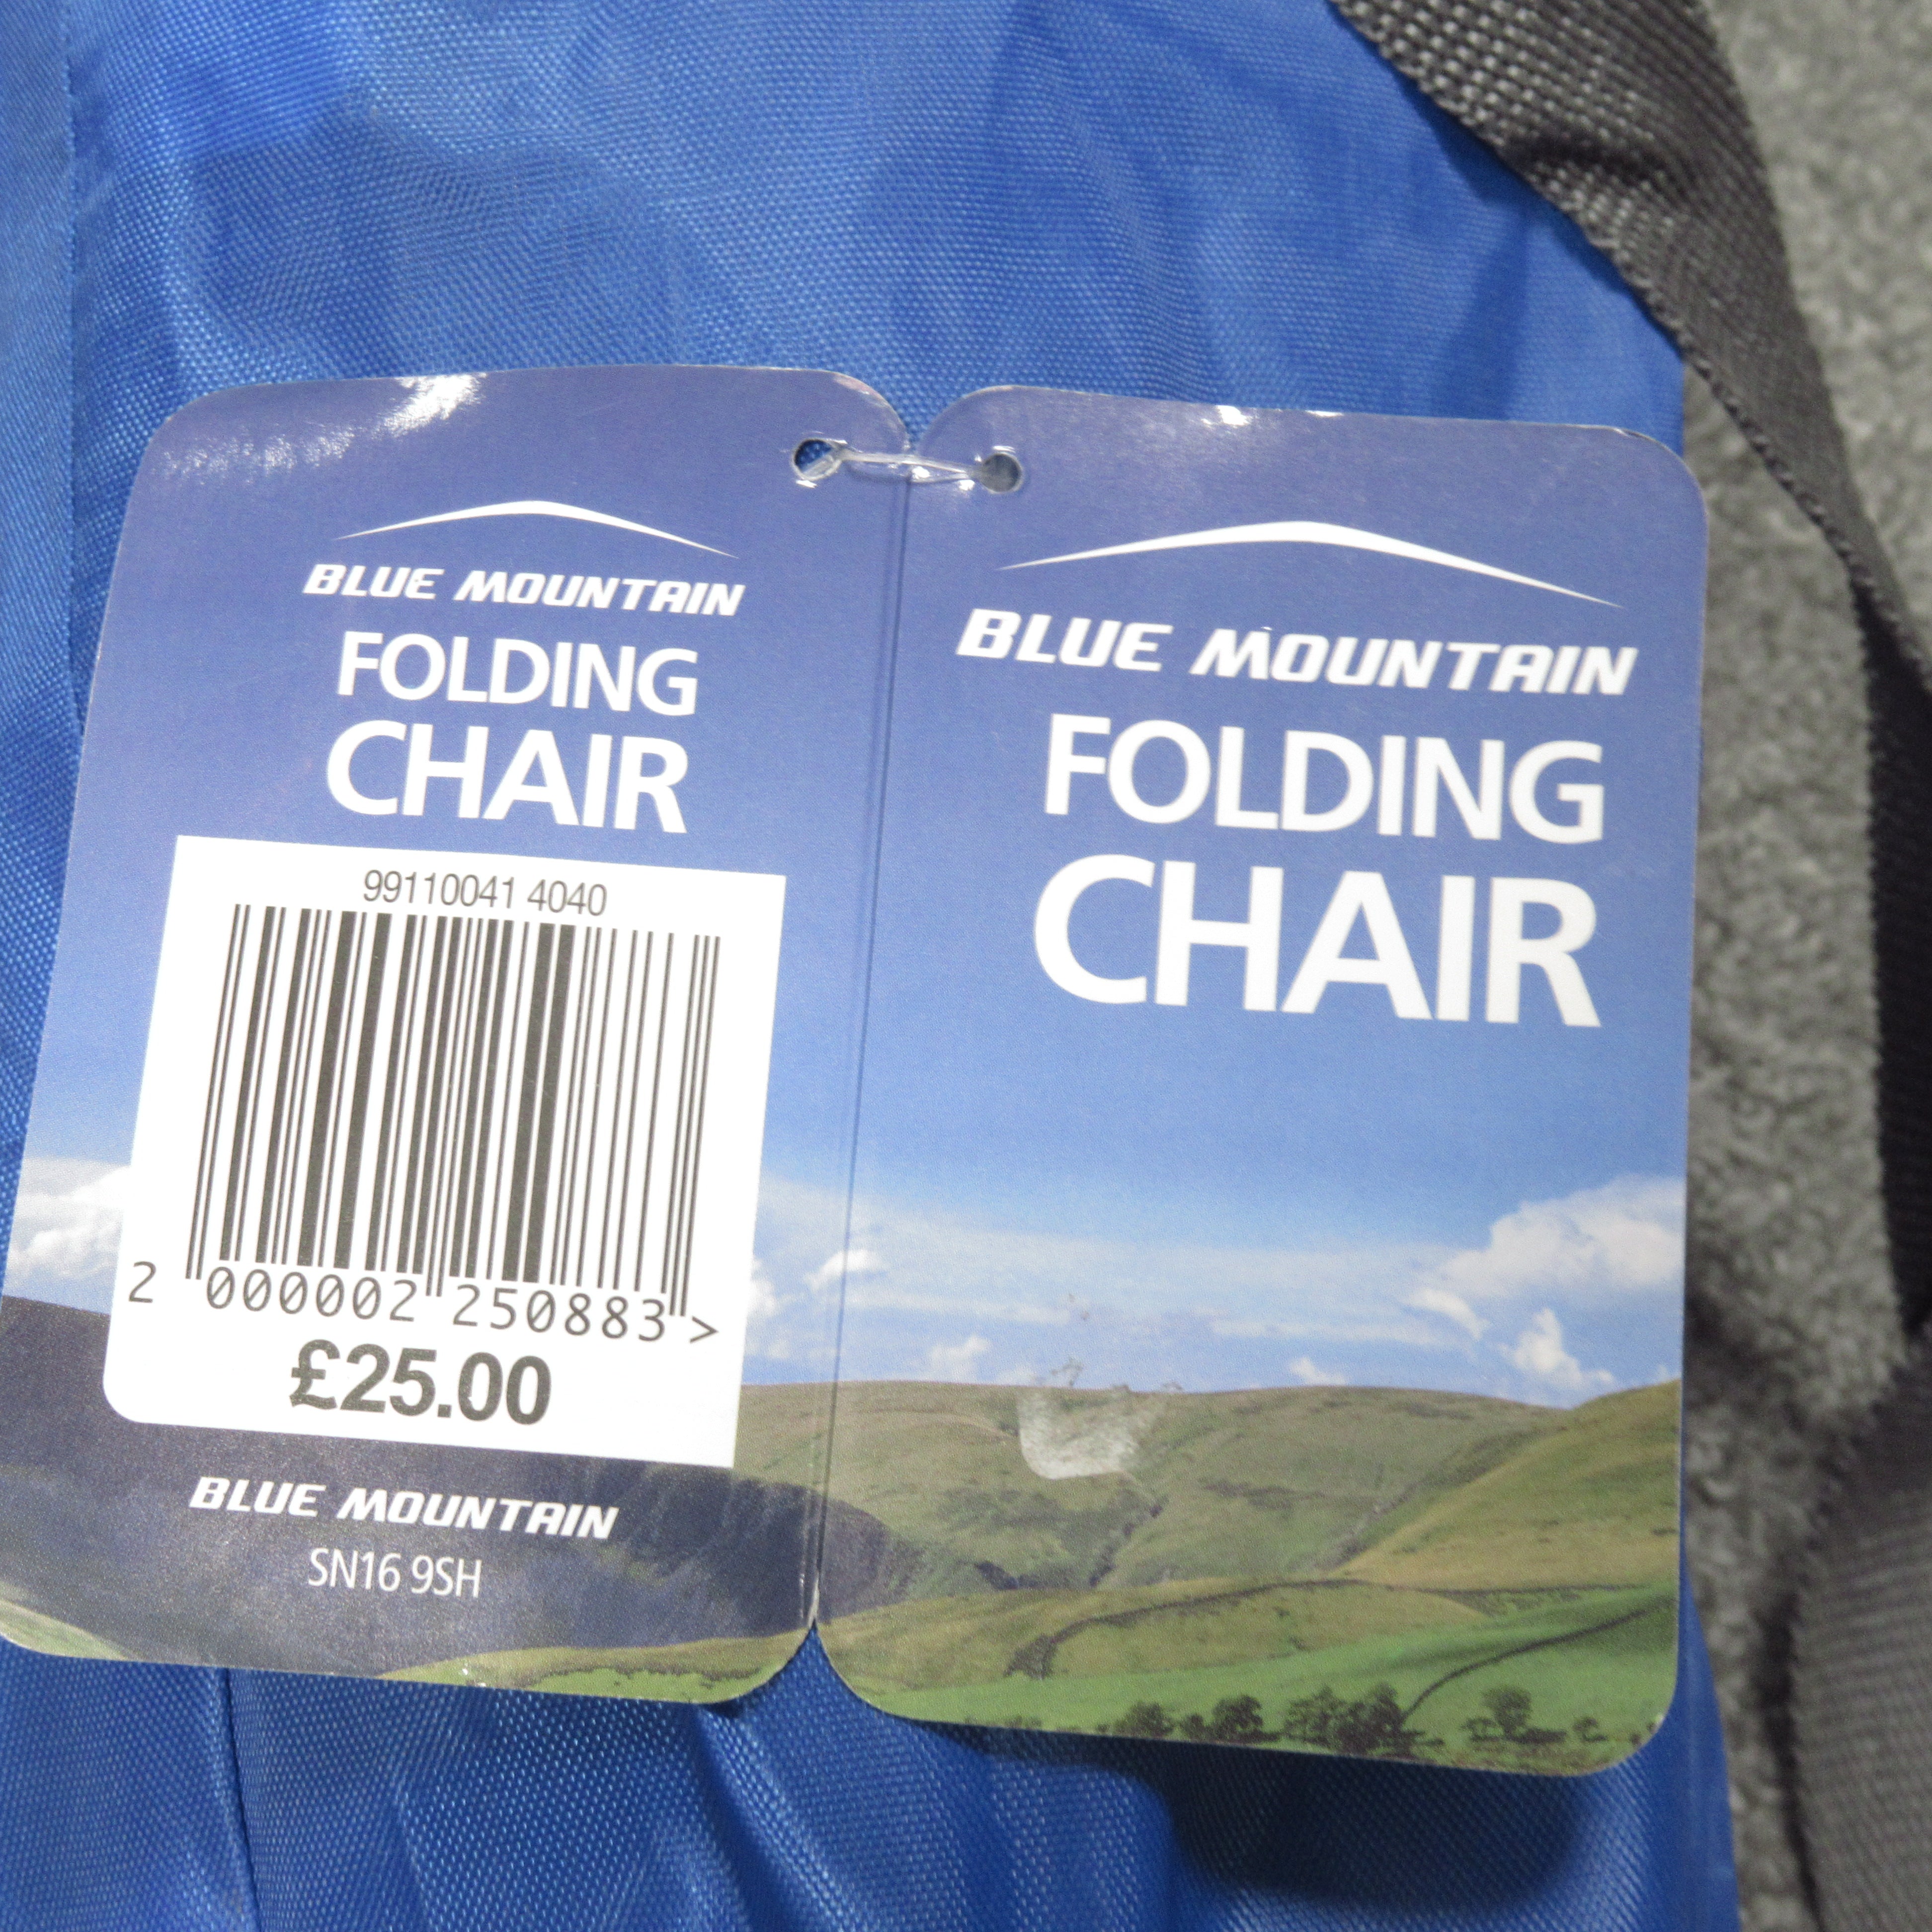 BLUE MOUNTAIN
FOLDING
CHAIR
99110041 4040
2 000002 250883 >
£25.00
BLUE MOUNTAIN
SN16 9SH
BLUE MOUNTAIN
FOLDING
CHAIR